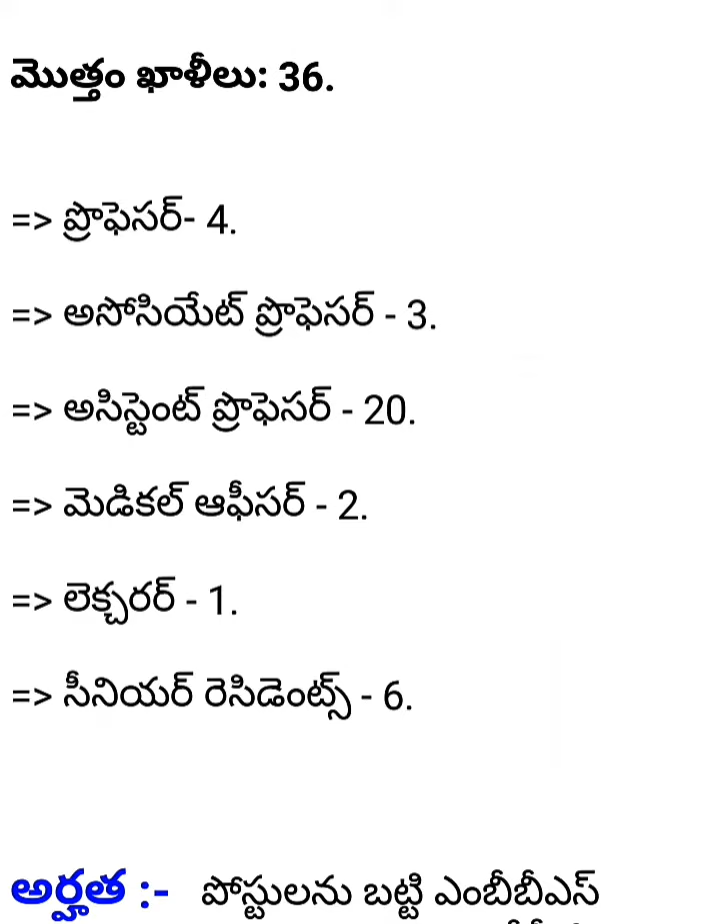 మొత్తం ఖాళీలు: 36.
=> ప్రొఫెసర్- 4.
=> అసోసియేట్ ప్రొఫెసర్ - 3.
=> అసిస్టెంట్ ప్రొఫెసర్ - 20.
=> మెడికల్ ఆఫీసర్ - 2.
=> లెక్చరర్ - 1.
=> సీనియర్ రెసిడెంట్స్ - 6.
అర్హత :- పోస్టులను బట్టి ఎంబీబీఎస్